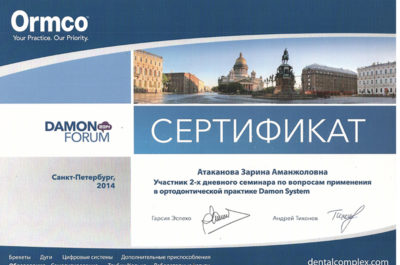 Ormco
Your Practice. Our Priority.
DAMON
FORUM
СЕРТИФИКАТ
Санкт-Петербург,
2014
Атаканова Зарина Аманжоловна
Участник 2-х дневного семинара по вопросам применения
в ортодонтической практике Damon System
Гарсия Эспехо
Андрей Тихонов
Брекеты Дуги Цифровые системы Дополнительные приспособления
dentalcomplex.com